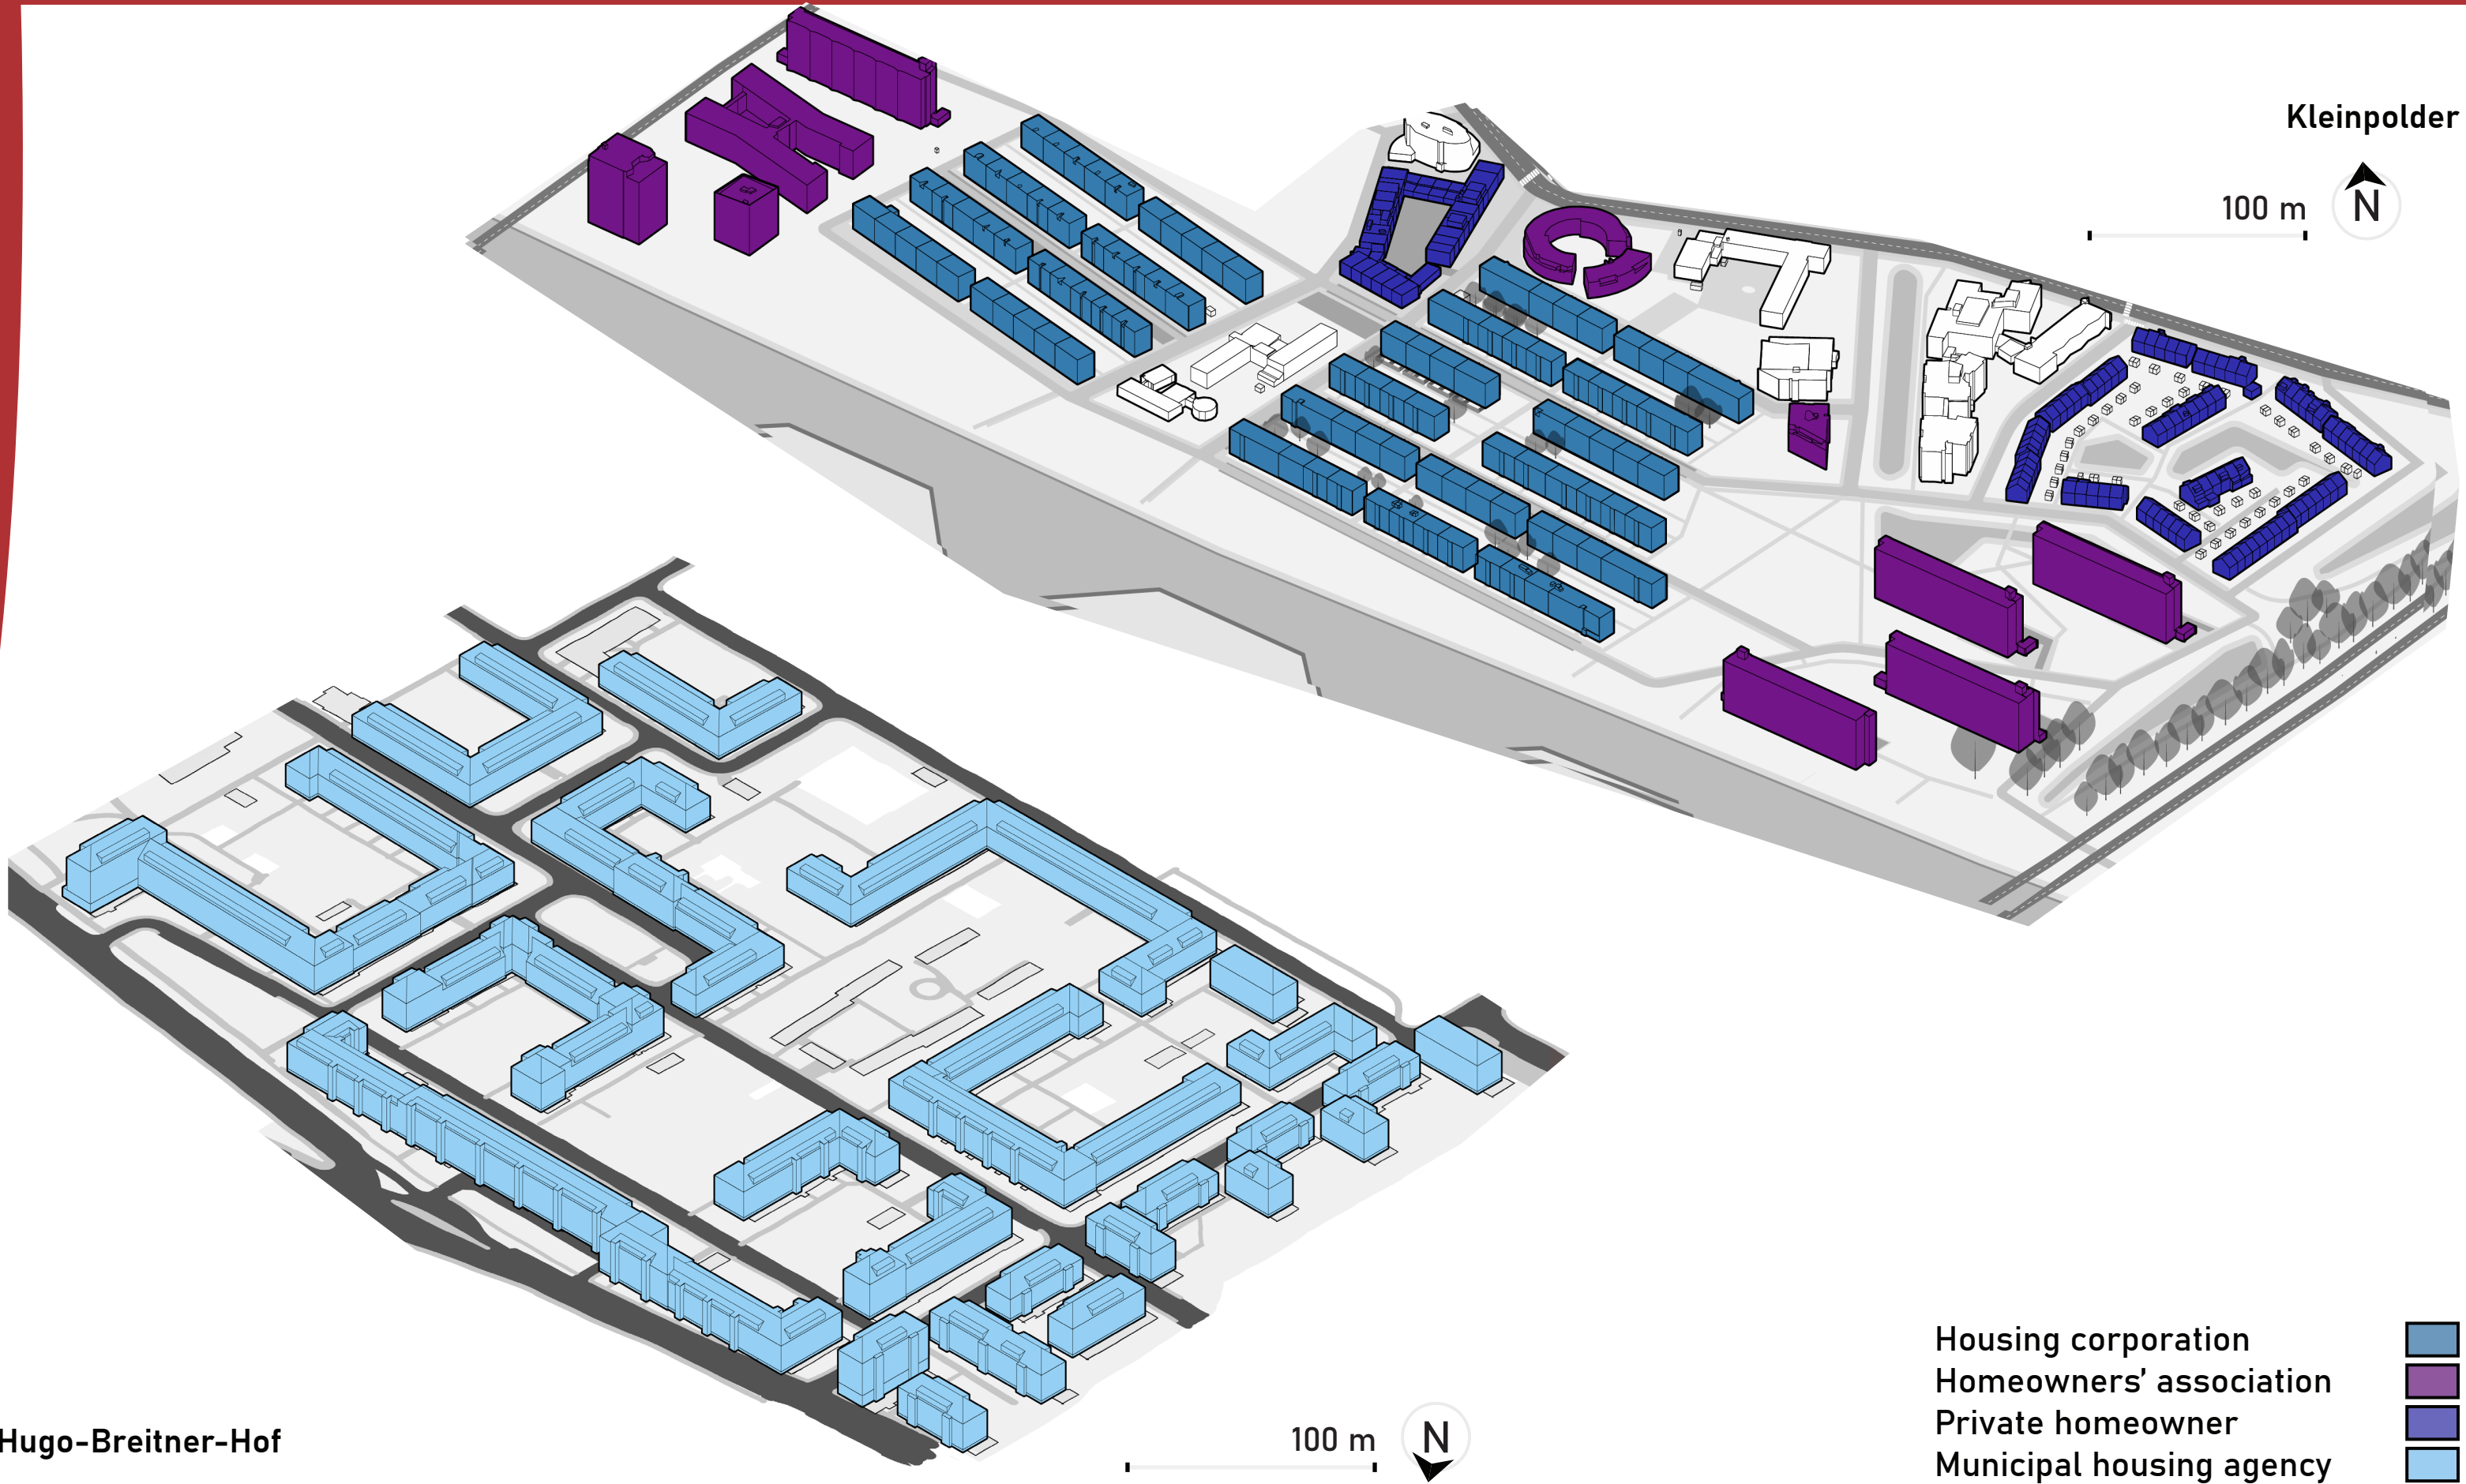 Kleinpolder
100 m
N
Hugo-Breitner-Hof
100 m
N
Housing corporation
Homeowners’ association
Private homeowner
Municipal housing agency